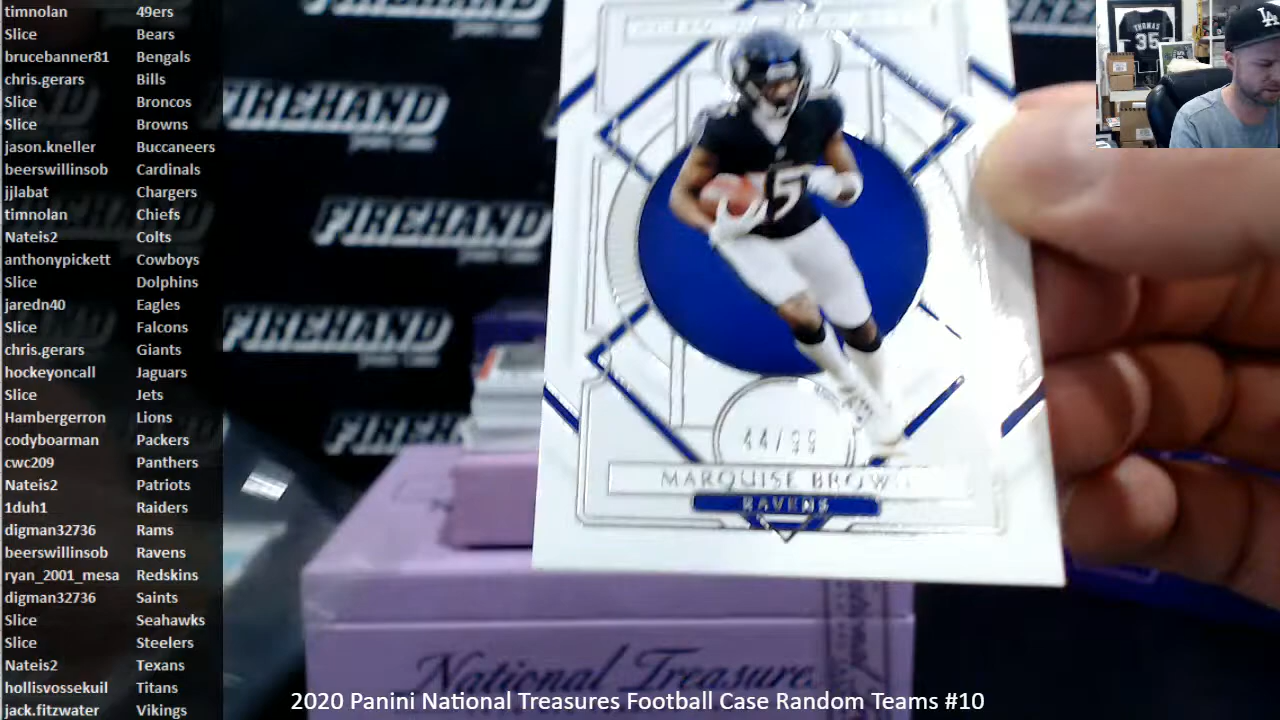 timnolan 49ers
Slice Bears
brucebanner81 Bengals
chris.gerars Bills
Slice Broncos
Slice Browns
jason.kneller Buccaneers
beerswillinsob Cardinals
jjlabat Chargers
timnolan Chiefs
Nateis2 Colts
anthonypickett Cowboys
Slice Dolphins
jaredn40 Eagles
Slice Falcons
chris.gerars Giants
hockeyoncall Jaguars
Slice Jets
Hambergerron Lions
codyboarman Packers
cwc209 Panthers
Nateis2 Patriots
1duh1 Raiders
digman32736 Rams
beerswillinsob Ravens
ryan_2001_mesa Redskins
digman32736 Saints
Slice Seahawks
Slice Steelers
Nateis2 Texans
hollisvossekuil Titans
jack.fitzwater Vikings
FIREHAND
FIREHAND
FIREHAND
FIREHAND
THOMAS
35
LA
15
44/99
MARQUISE BROWN
RAVENS
National Treasures
2020 Panini National Treasures Football Case Random Teams #10